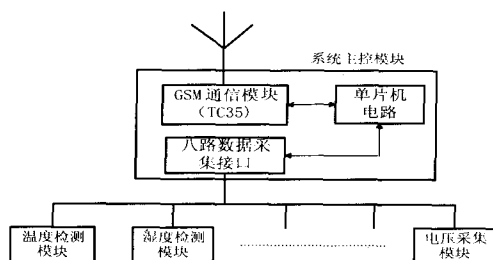 系统主控模块
GSM通信模块
(TC35)
单片机
电路
八路数据采
集接口
温度检测
模块
湿度检测
模块
电压采集
模块